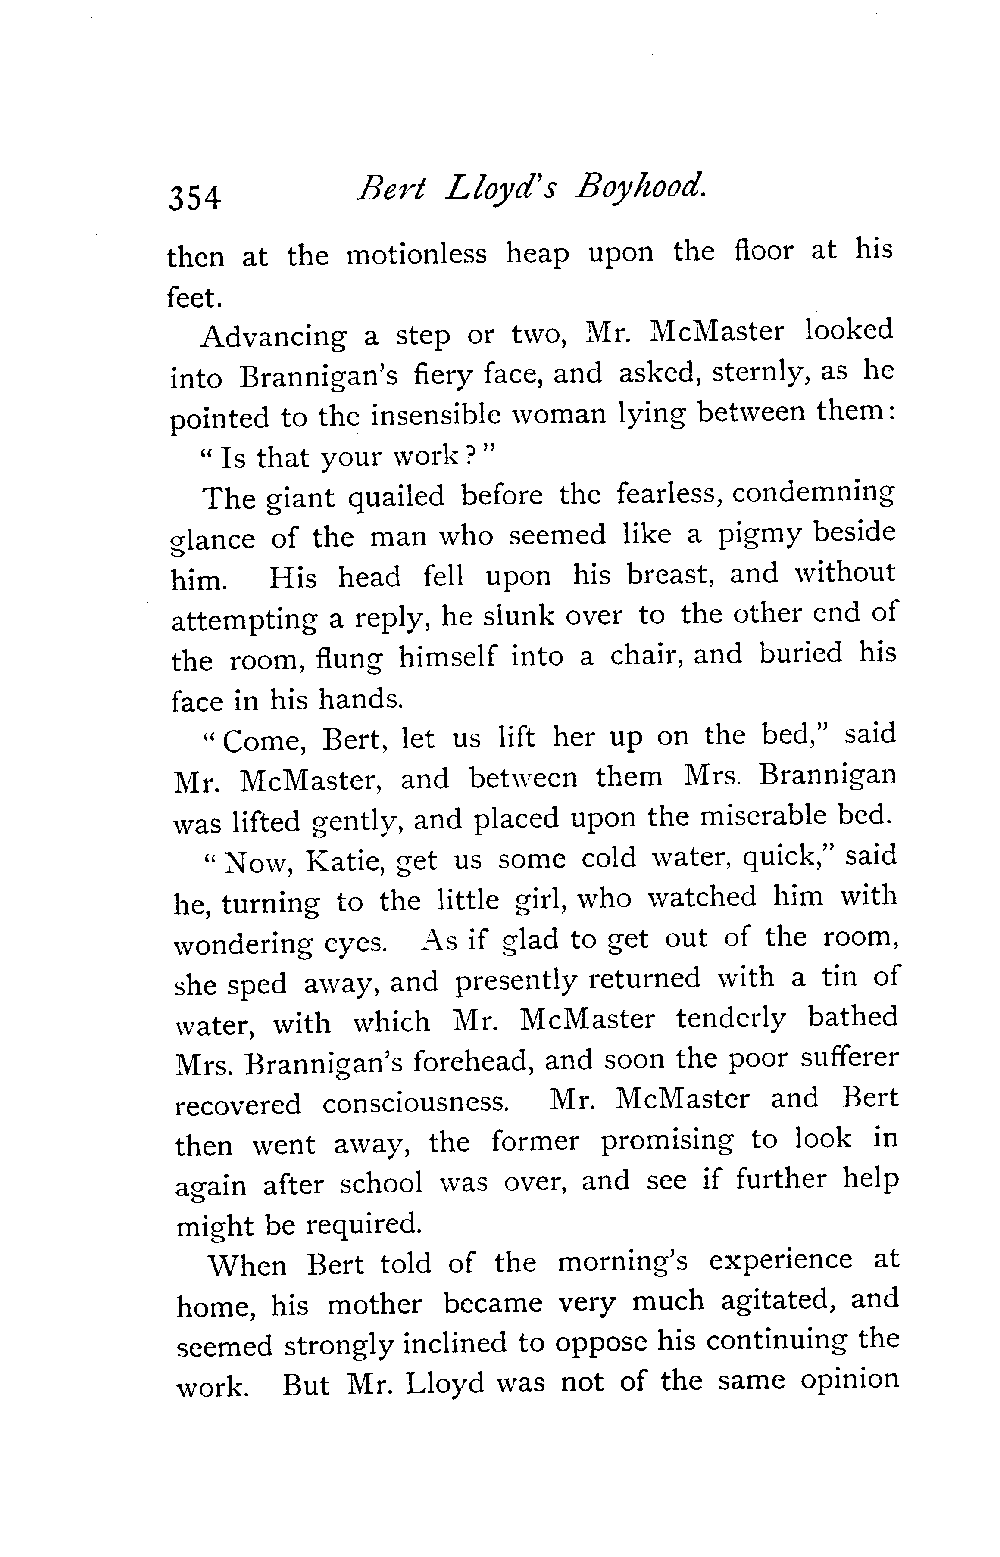 354 Bert Lloyd's Boyhood.
then at the motionless heap upon the floor at his
feet.
Advancing a step or two, Mr. McMaster looked
into Brannigan's fiery face, and asked, sternly, as he
pointed to the insensible woman lying between them:
"Is that your work?"
The giant quailed before the fearless, condemning
glance of the man who seemed like a pigmy beside
him. His head fell upon his breast, and without
attempting a reply, he slunk over to the other end of
the room, flung himself into a chair, and buried his
face in his hands.
"Come, Bert, let us lift her up on the bed," said
Mr. McMaster, and between them Mrs. Brannigan
was lifted gently, and placed upon the miserable bed.
"Now, Katie, get us some cold water, quick," said
he, turning to the little girl, who watched him with
wondering eyes. As if glad to get out of the room,
she sped away, and presently returned with a tin of
water, with which Mr. McMaster tenderly bathed
Mrs. Brannigan's forehead, and soon the poor sufferer
recovered consciousness. Mr. McMaster and Bert
then went away, the former promising to look in
again after school was over, and see if further help
might be required.
When Bert told of the morning's experience at
home, his mother became very much agitated, and
seemed strongly inclined to oppose his continuing the
work. But Mr. Lloyd was not of the same opinion